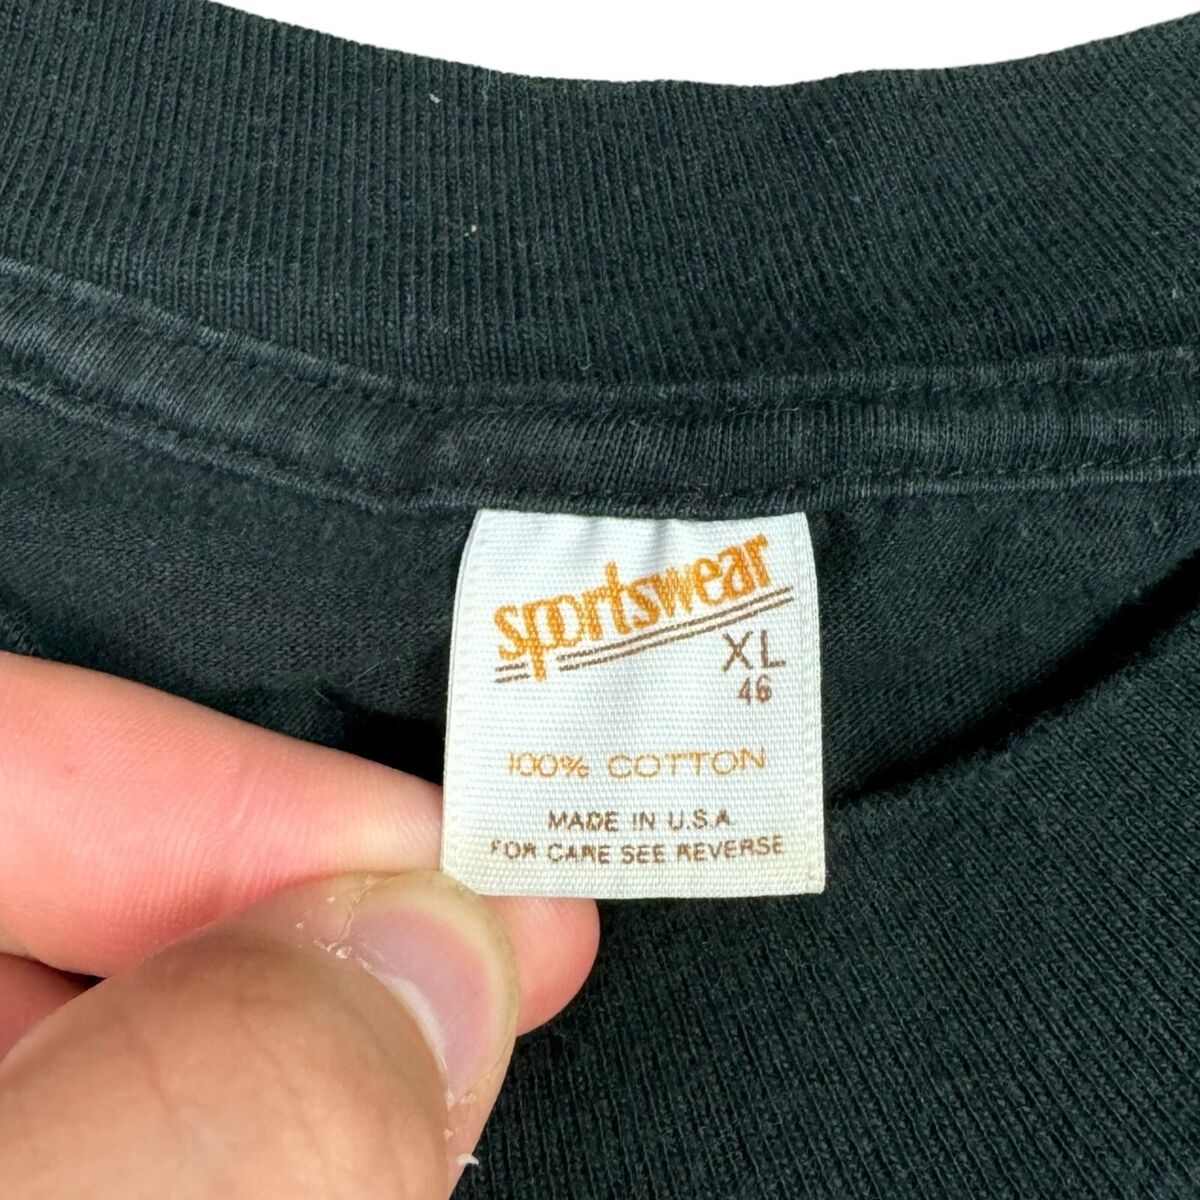 sportswear
XL
46
100% COTTON
MADE IN U.S.A
FOR CARE SEE REVERSE